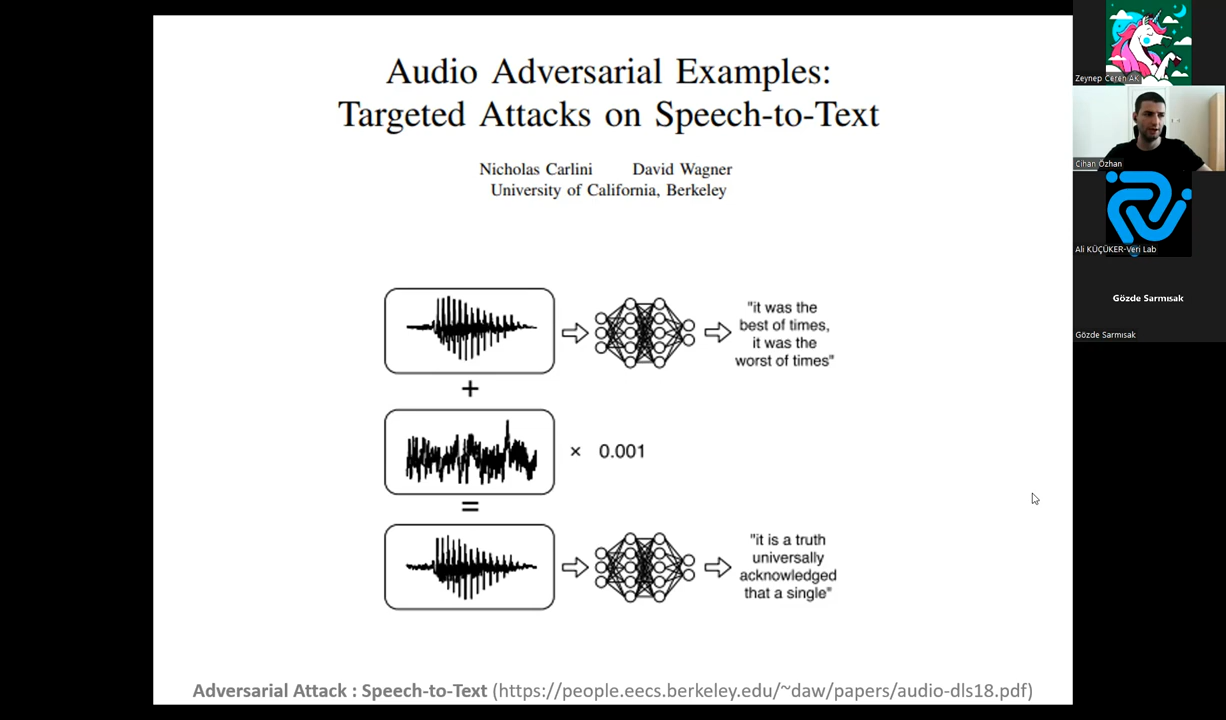 Audio Adversarial Examples:
Targeted Attacks on Speech-to-Text
Nicholas Carlini David Wagner
University of California, Berkeley
"it was the
best of times,
it was the
worst of times"
+
× 0.001
=
"it is a truth
universally
acknowledged
that a single"
Adversarial Attack : Speech-to-Text (https://people.eecs.berkeley.edu/~daw/papers/audio-dls18.pdf)
Zeynep Ceren AK
Cihan Özhan
Ali KÜÇÜKER-Veri Lab
Gözde Sarmısak
Gözde Sarmısak